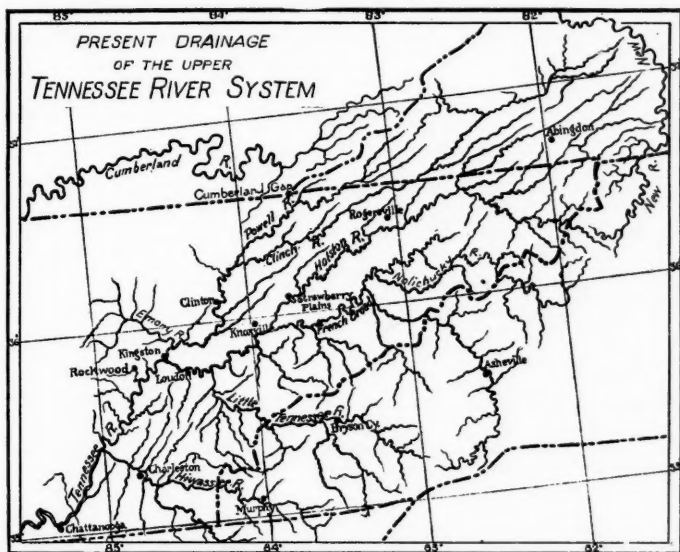 85°
84°
83°
82°
PRESENT DRAINAGE
OF THE UPPER
TENNESSEE RIVER SYSTEM
New
Abingdon
Cumberland
R.
Cumberland Gap
R.
New
Powell R.
Rogersville
Clinch R.
Holston R.
Nolichucky R.
Clinton
Strawberry
Plains
Emory
Knoxville
French Broad
Kingston
Rockwood
Loudon
Asheville
Little
Tennessee R.
Bryson Cy.
Tennessee R.
Charleston
Hiwassee R.
Murphy
Chattanooga
85°
84°
83°
82°